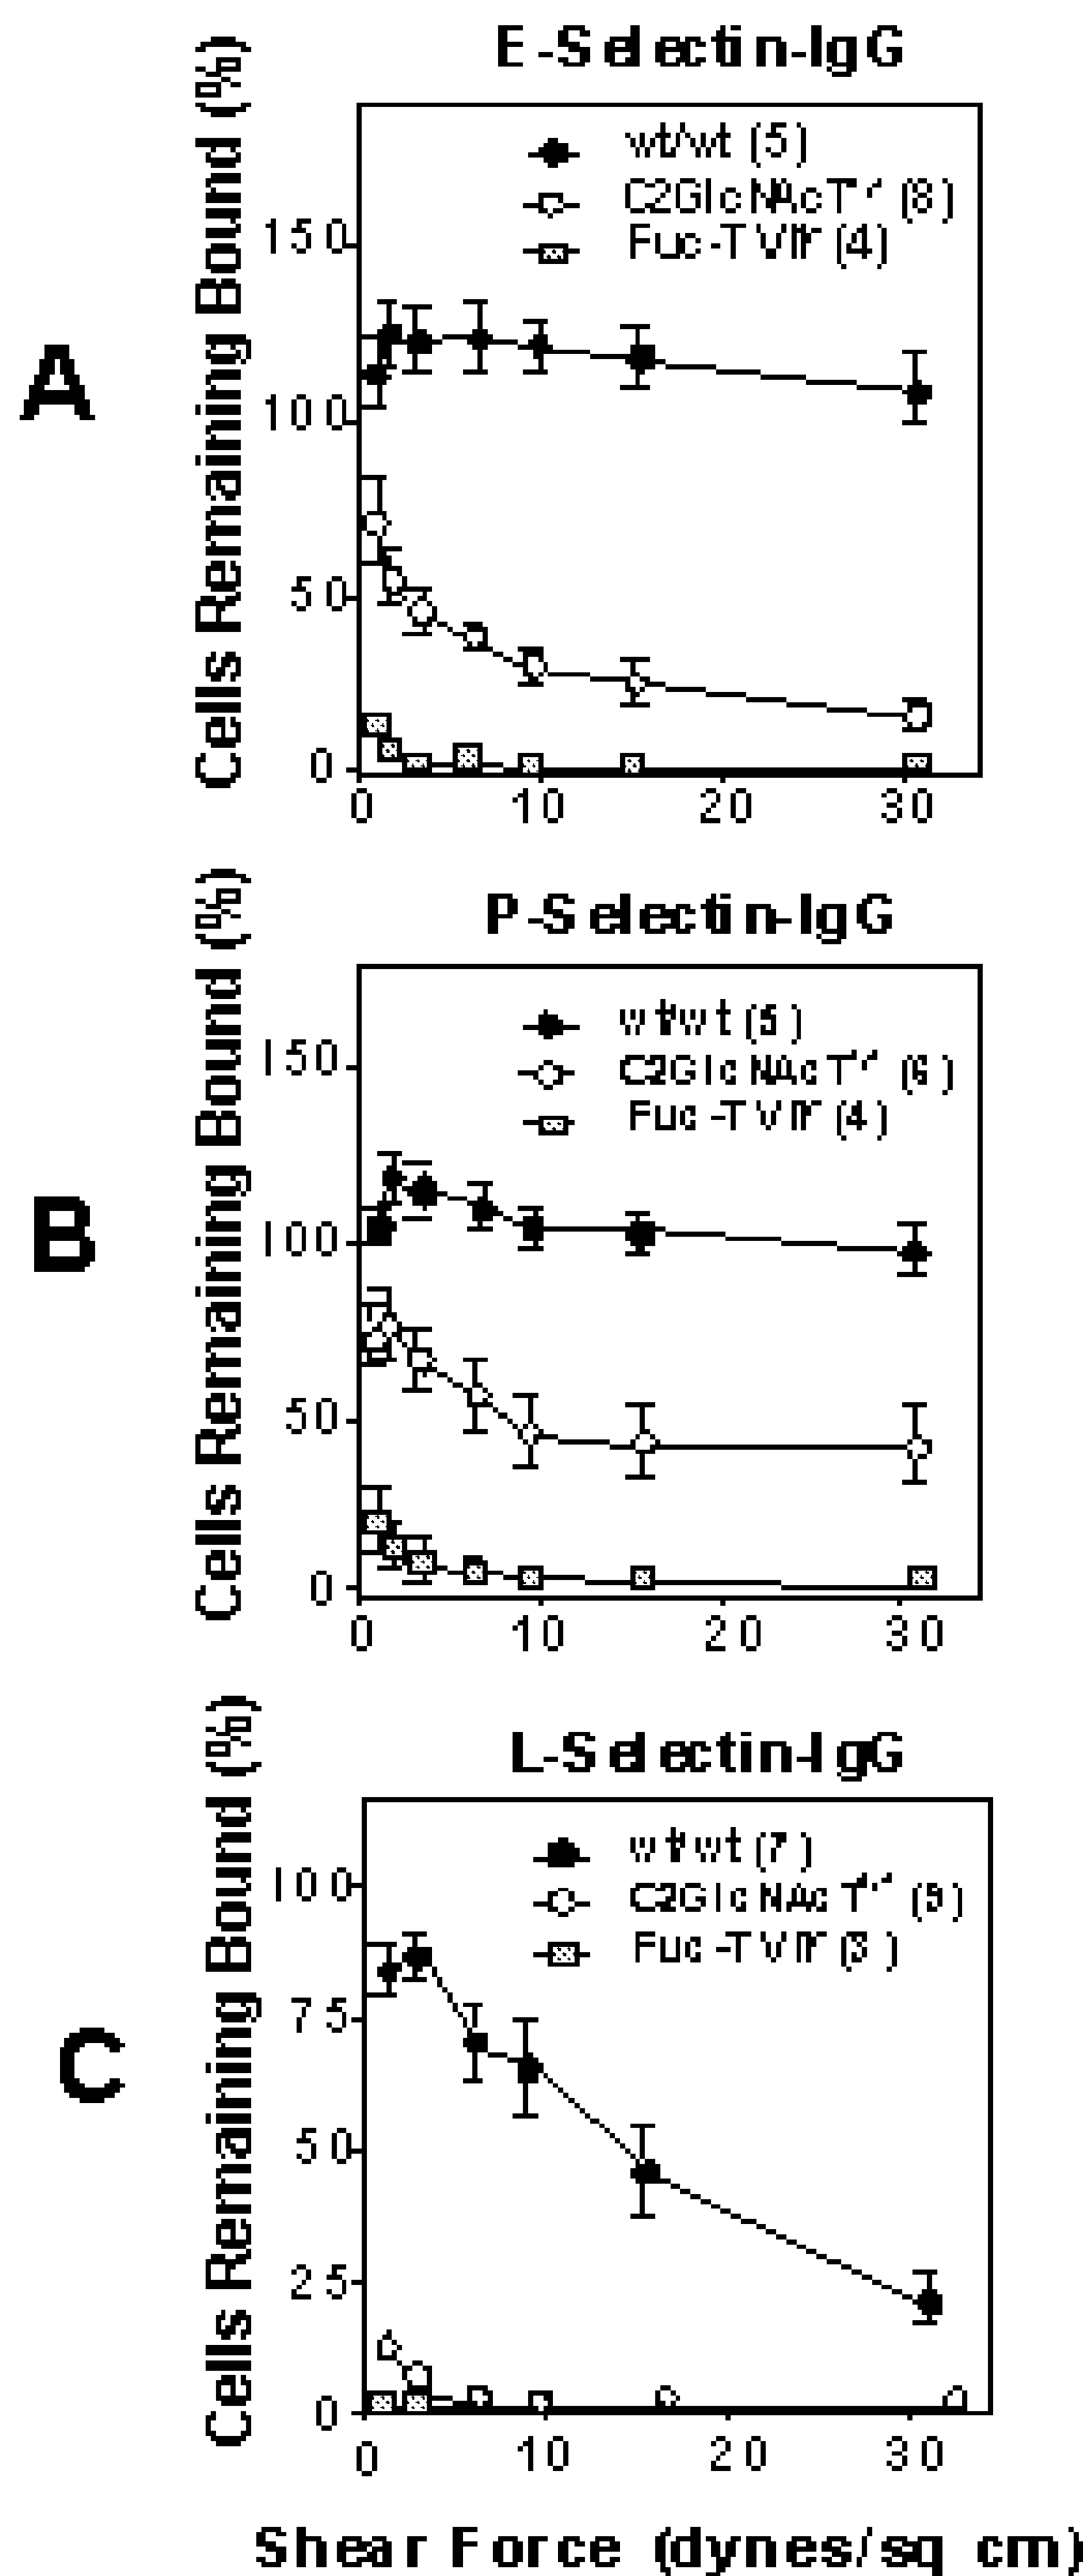 E-Selectin-IgG
A
Cells Remaining Bound (%)
wt/wt (5)
C2GlcNAcT-/- (8)
Fuc-TVII-/- (4)
150
100
50
0
0 10 20 30
P-Selectin-IgG
B
Cells Remaining Bound (%)
wt/wt (5)
C2GlcNAcT-/- (6)
Fuc-TVII-/- (4)
150
100
50
0
0 10 20 30
L-Selectin-IgG
C
Cells Remaining Bound (%)
wt/wt (7)
C2GlcNAcT-/- (9)
Fuc-TVII-/- (3)
100
75
50
25
0
0 10 20 30
Shear Force (dynes/sq cm)